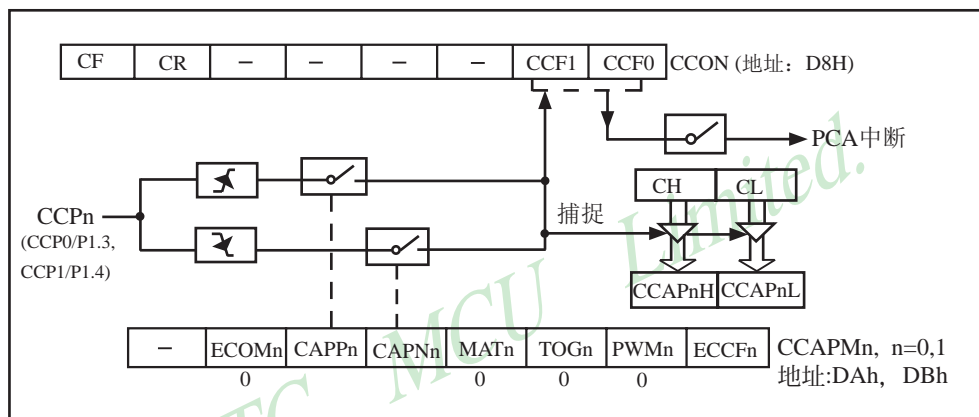 CF CR – – – – CCF1 CCF0 CCON (地址：D8H)
PCA中断
CH CL
CCPn
(CCP0/P1.3,
CCP1/P1.4)
捕捉
CCAPnH CCAPnL
– ECOMn CAPPn CAPNn MATn TOGn PWMn ECCFn CCAPMn, n=0,1
0 0 0 0 地址:DAh, DBh
MCU Limited.